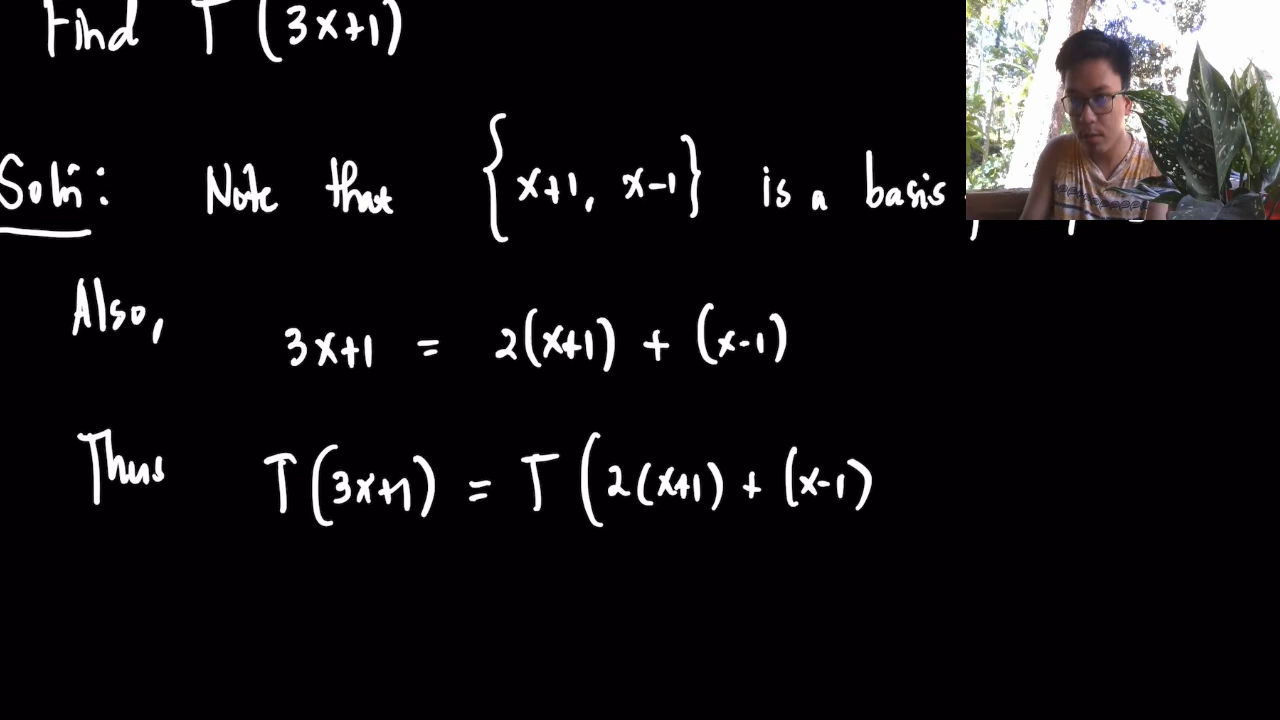 Find T(3x+1)
Soln: Note that {x+1, x-1} is a basis
Also, 3x+1 = 2(x+1) + (x-1)
Thus T(3x+1) = T(2(x+1) + (x-1)